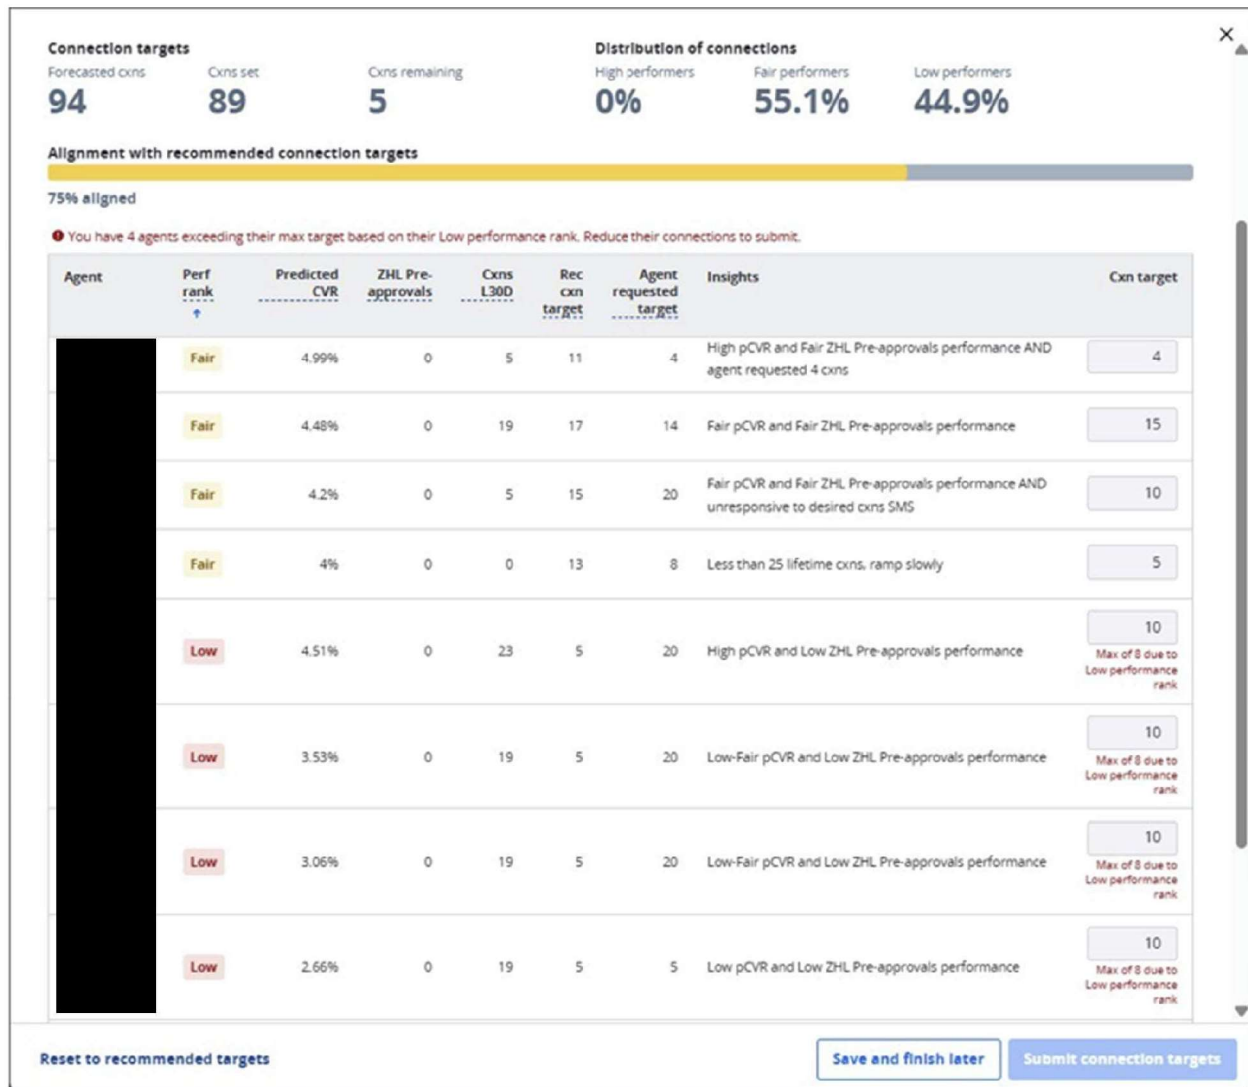 Connection targets
Forecasted cxns Cxns set Cxns remaining
94 89 5
Distribution of connections
High performers Fair performers Low performers
0% 55.1% 44.9%
Alignment with recommended connection targets
75% aligned
You have 4 agents exceeding their max target based on their Low performance rank. Reduce their connections to submit.
Agent
Perf
rank
Predicted
CVR
ZHL Pre-
approvals
Cxns
L30D
Rec
cxn
target
Agent
requested
target
Insights
Cxn target
Fair 4.99% 0 5 11 4
High pCVR and Fair ZHL Pre-approvals performance AND
agent requested 4 cxns
4
Fair 4.48% 0 19 17 14 Fair pCVR and Fair ZHL Pre-approvals performance 15
Fair 4.2% 0 5 15 20
Fair pCVR and Fair ZHL Pre-approvals performance AND
unresponsive to desired cxns SMS
10
Fair 4% 0 0 13 8 Less than 25 lifetime cxns, ramp slowly 5
Low 4.51% 0 23 5 20 High pCVR and Low ZHL Pre-approvals performance
10
Max of 8 due to
Low performance
rank
Low 3.53% 0 19 5 20 Low-Fair pCVR and Low ZHL Pre-approvals performance
10
Max of 8 due to
Low performance
rank
Low 3.06% 0 19 5 20 Low-Fair pCVR and Low ZHL Pre-approvals performance
10
Max of 8 due to
Low performance
rank
Low 2.66% 0 19 5 5 Low pCVR and Low ZHL Pre-approvals performance
10
Max of 8 due to
Low performance
rank
Reset to recommended targets Save and finish later Submit connection targets